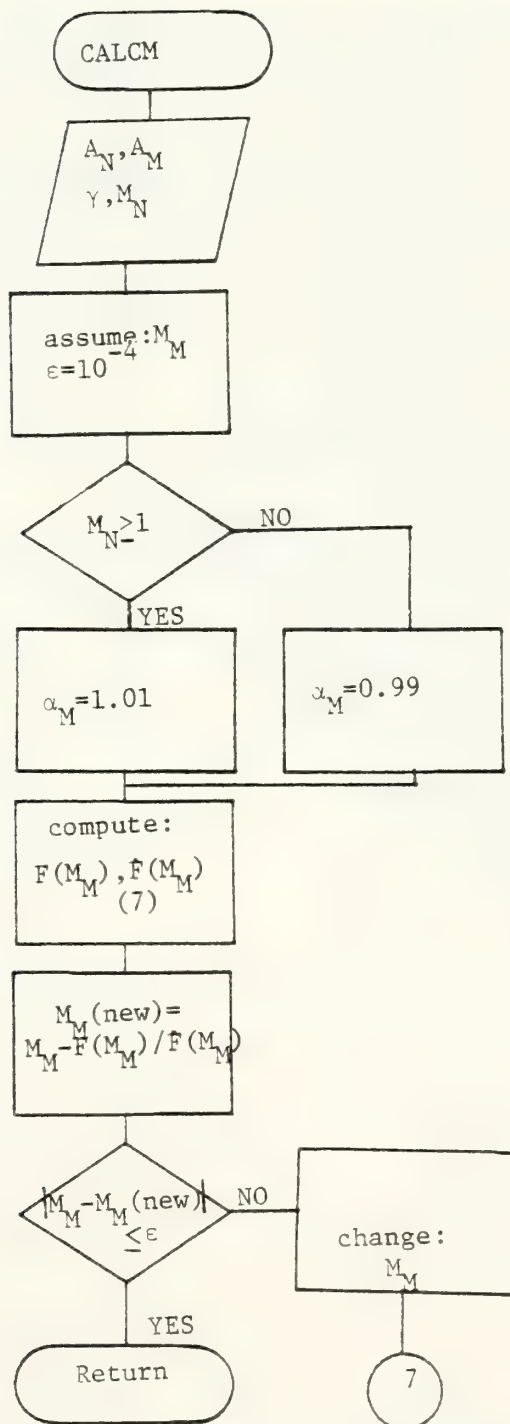 CALCM
A_N, A_M
γ, M_N
assume: M_M
ε=10^-4
M_N ≥ 1
NO
YES
α_M=1.01
α_M=0.99
compute:
F(M_M), Ḟ(M_M)
(7)
M_M(new)=
M_M-F(M_M)/Ḟ(M_M)
|M_M-M_M(new)|
≤ε
NO
change:
M_M
YES
Return
7